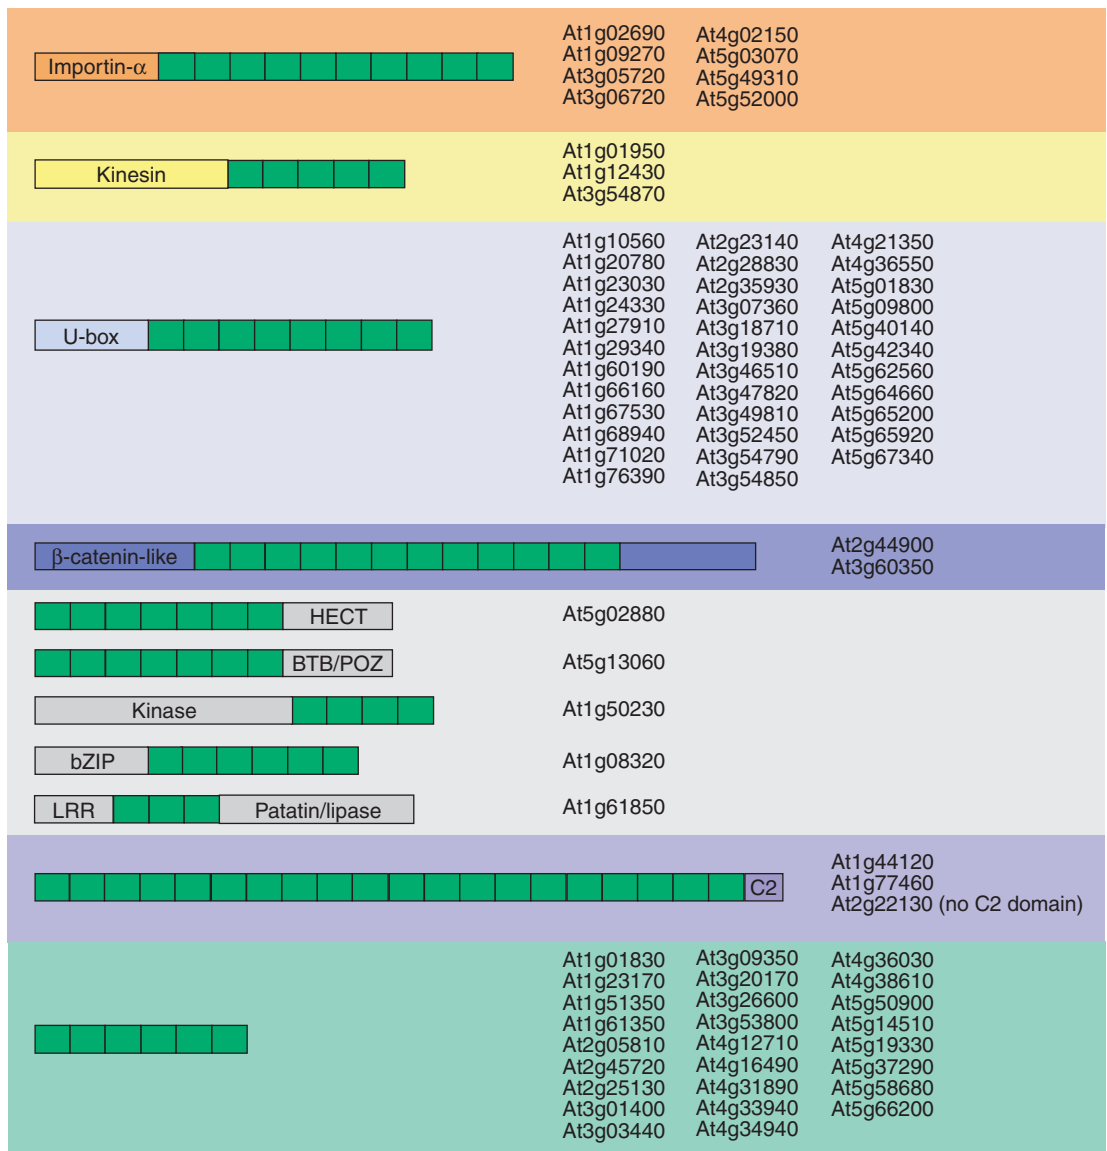 Importin-α
At1g02690 At4g02150
At1g09270 At5g03070
At3g05720 At5g49310
At3g06720 At5g52000
Kinesin
At1g01950
At1g12430
At3g54870
U-box
At1g10560 At2g23140 At4g21350
At1g20780 At2g28830 At4g36550
At1g23030 At2g35930 At5g01830
At1g24330 At3g07360 At5g09800
At1g27910 At3g18710 At5g40140
At1g29340 At3g19380 At5g42340
At1g60190 At3g46510 At5g62560
At1g66160 At3g47820 At5g64660
At1g67530 At3g49810 At5g65200
At1g68940 At3g52450 At5g65920
At1g71020 At3g54790 At5g67340
At1g76390 At3g54850
β-catenin-like
At2g44900
At3g60350
HECT At5g02880
BTB/POZ At5g13060
Kinase At1g50230
bZIP At1g08320
LRR Patatin/lipase At1g61850
C2
At1g44120
At1g77460
At2g22130 (no C2 domain)
At1g01830 At3g09350 At4g36030
At1g23170 At3g20170 At4g38610
At1g51350 At3g26600 At5g50900
At1g61350 At3g53800 At5g14510
At2g05810 At4g12710 At5g19330
At2g45720 At4g16490 At5g37290
At2g25130 At4g31890 At5g58680
At3g01400 At4g33940 At5g66200
At3g03440 At4g34940